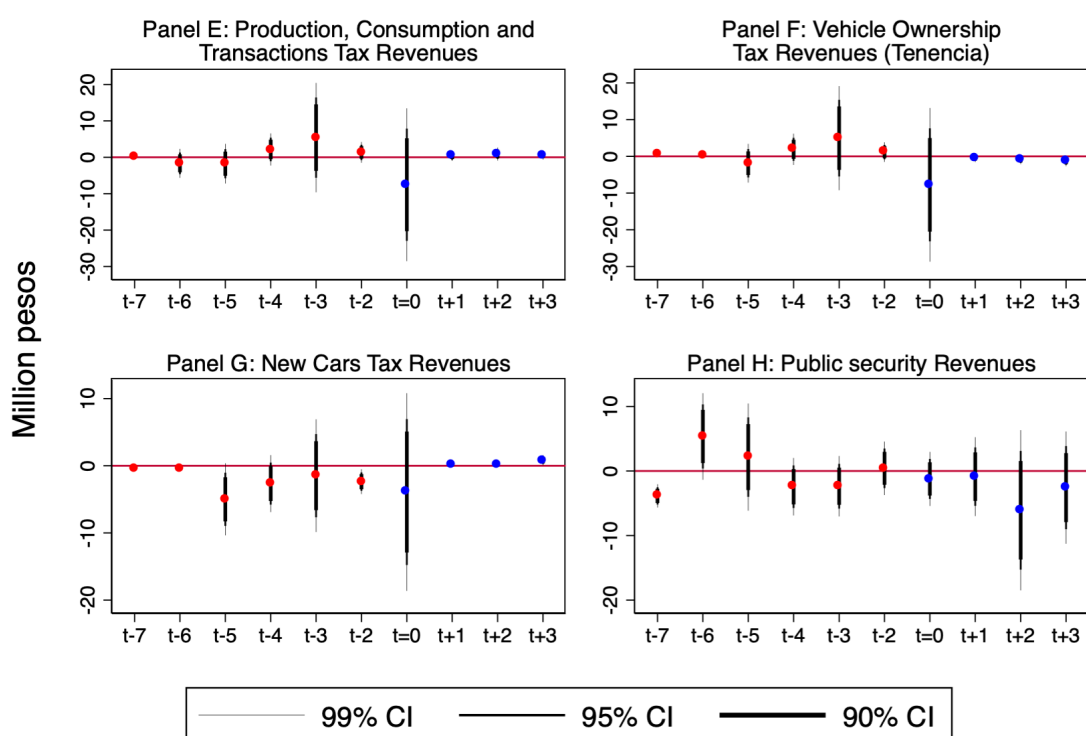 Panel E: Production, Consumption and
Transactions Tax Revenues
20
10
0
-10
-20
-30
t-7 t-6 t-5 t-4 t-3 t-2 t=0 t+1 t+2 t+3
Panel F: Vehicle Ownership
Tax Revenues (Tenencia)
20
10
0
-10
-20
-30
t-7 t-6 t-5 t-4 t-3 t-2 t=0 t+1 t+2 t+3
Million pesos
Panel G: New Cars Tax Revenues
10
0
-10
-20
t-7 t-6 t-5 t-4 t-3 t-2 t=0 t+1 t+2 t+3
Panel H: Public security Revenues
10
0
-10
-20
t-7 t-6 t-5 t-4 t-3 t-2 t=0 t+1 t+2 t+3
99% CI 95% CI 90% CI